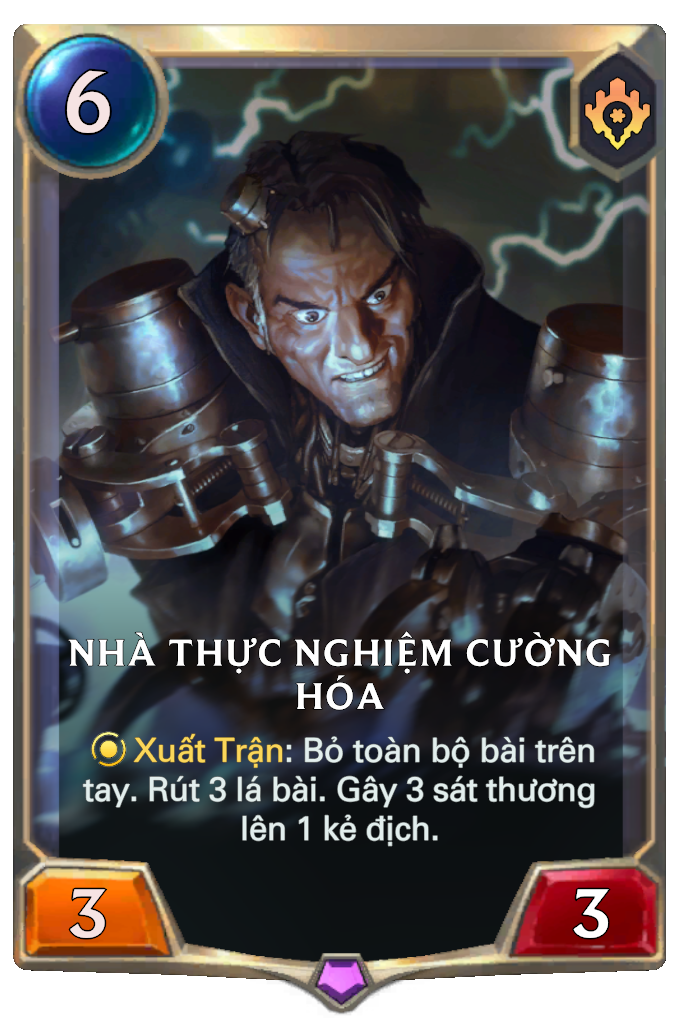 6
NHÀ THỰC NGHIỆM CƯỜNG
HÓA
Xuất Trận: Bỏ toàn bộ bài trên
tay. Rút 3 lá bài. Gây 3 sát thương
lên 1 kẻ địch.
3
3